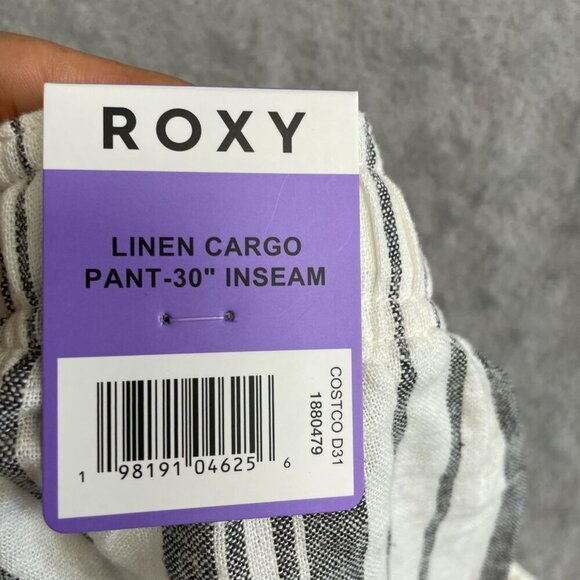 ROXY
LINEN CARGO
PANT-30" INSEAM
COSTCO D31
1880479
1 98191 04625 6